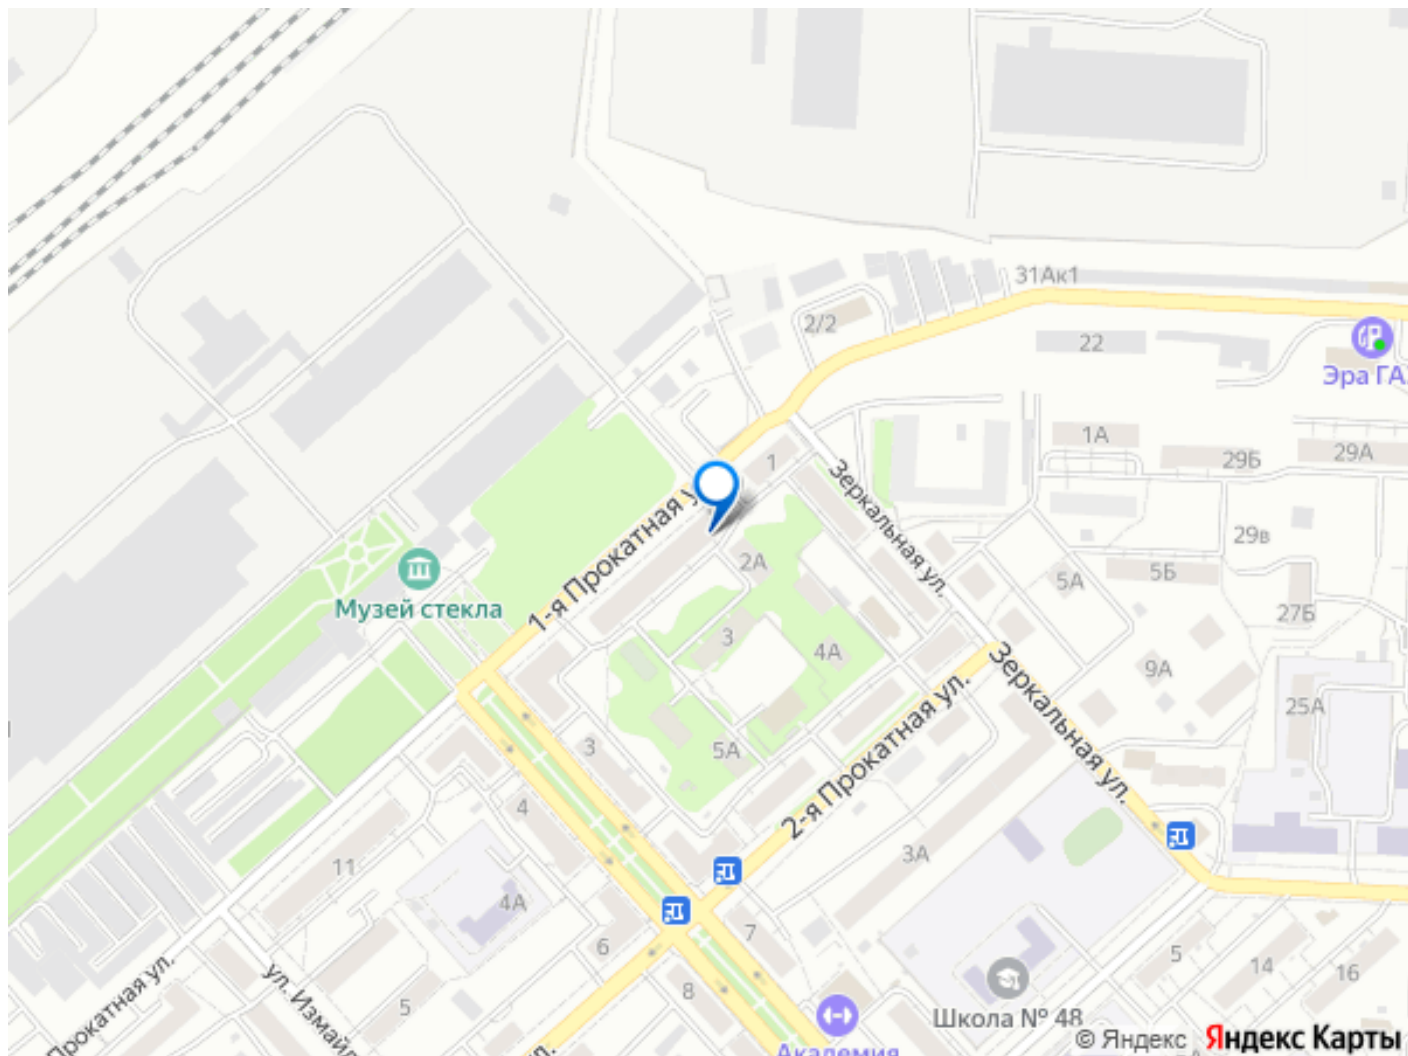 31Ак1
2/2
22
Эра ГА
1А
29Б
29А
1
Зеркальная ул.
1-я Прокатная у
29в
2А
5А
5Б
Музей стекла
27Б
3
4А
Зеркальная ул.
9А
25А
2-я Прокатная ул.
3
5А
4
11
3А
4А
7
6
5
14
16
Прокатная ул.
ул. Измай
8
5
Школа № 48
Академия
© Яндекс Яндекс Карты